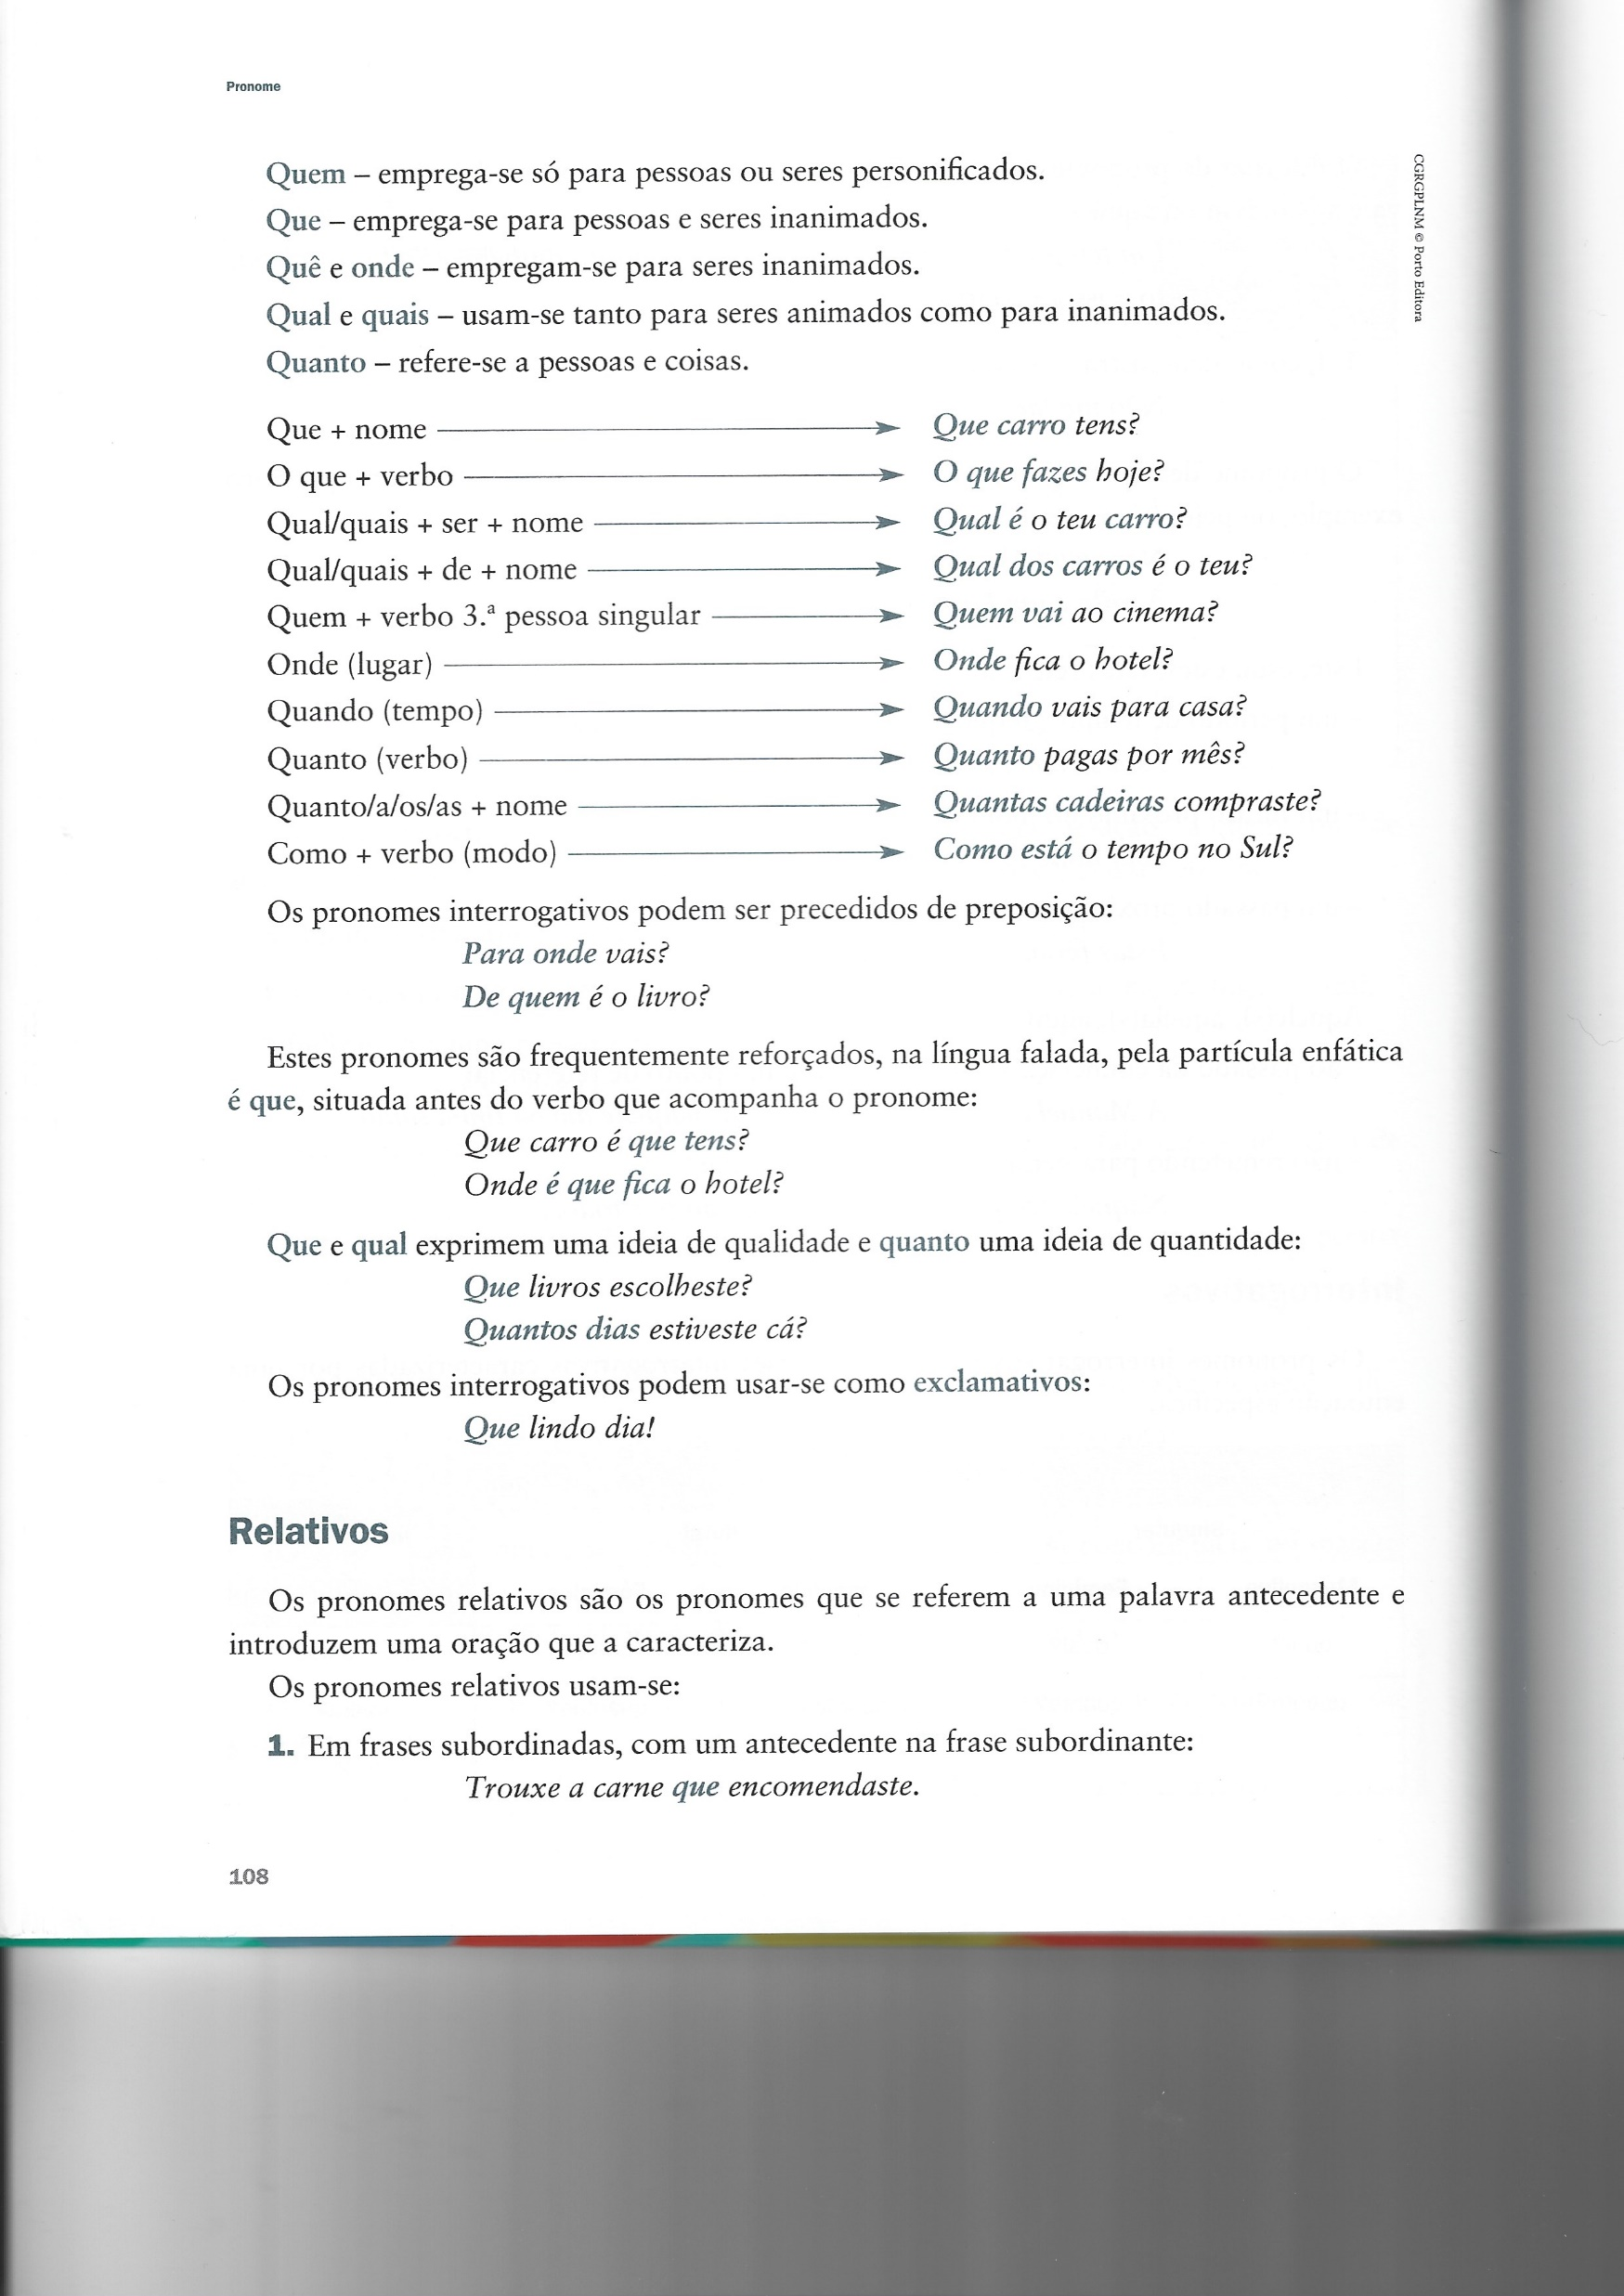 Pronome
Quem – emprega-se só para pessoas ou seres personificados.
Que – emprega-se para pessoas e seres inanimados.
Quê e onde – empregam-se para seres inanimados.
Qual e quais – usam-se tanto para seres animados como para inanimados.
Quanto – refere-se a pessoas e coisas.
Que + nome Que carro tens?
O que + verbo O que fazes hoje?
Qual/quais + ser + nome Qual é o teu carro?
Qual/quais + de + nome Qual dos carros é o teu?
Quem + verbo 3.ª pessoa singular Quem vai ao cinema?
Onde (lugar) Onde fica o hotel?
Quando (tempo) Quando vais para casa?
Quanto (verbo) Quanto pagas por mês?
Quanto/a/os/as + nome Quantas cadeiras compraste?
Como + verbo (modo) Como está o tempo no Sul?
Os pronomes interrogativos podem ser precedidos de preposição:
Para onde vais?
De quem é o livro?
Estes pronomes são frequentemente reforçados, na língua falada, pela partícula enfática
é que, situada antes do verbo que acompanha o pronome:
Que carro é que tens?
Onde é que fica o hotel?
Que e qual exprimem uma ideia de qualidade e quanto uma ideia de quantidade:
Que livros escolheste?
Quantos dias estiveste cá?
Os pronomes interrogativos podem usar-se como exclamativos:
Que lindo dia!
Relativos
Os pronomes relativos são os pronomes que se referem a uma palavra antecedente e
introduzem uma oração que a caracteriza.
Os pronomes relativos usam-se:
1. Em frases subordinadas, com um antecedente na frase subordinante:
Trouxe a carne que encomendaste.
108
CGRGPLNM © Porto Editora